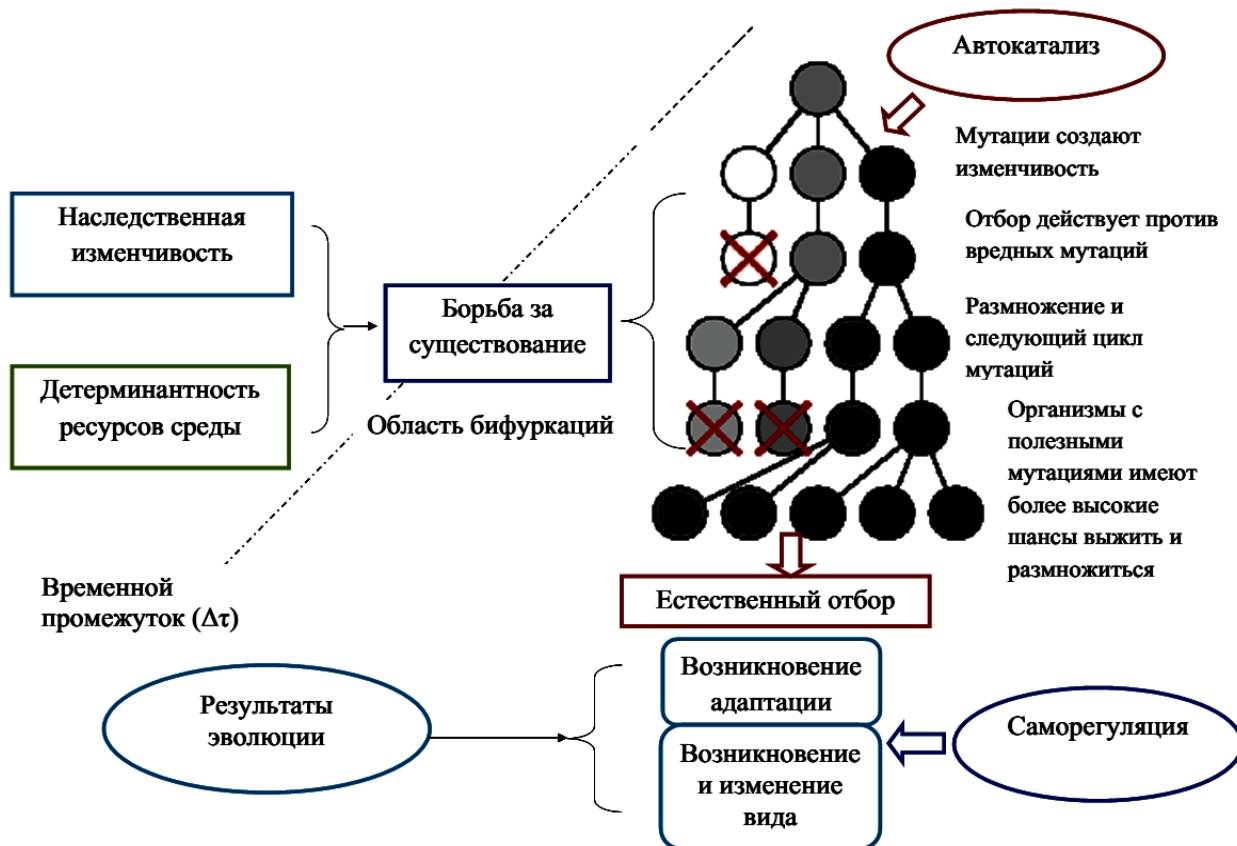 Автокатализ
Мутации создают
изменчивость
Наследственная
изменчивость
Отбор действует против
вредных мутаций
Борьба за
существование
Размножение и
следующий цикл
мутаций
Детерминантность
ресурсов среды
Область бифуркаций
Организмы с
полезными
мутациями имеют
более высокие
шансы выжить и
размножиться
Временной
промежуток (Δτ)
Естественный отбор
Результаты
эволюции
Возникновение
адаптации
Возникновение
и изменение
вида
Саморегуляция